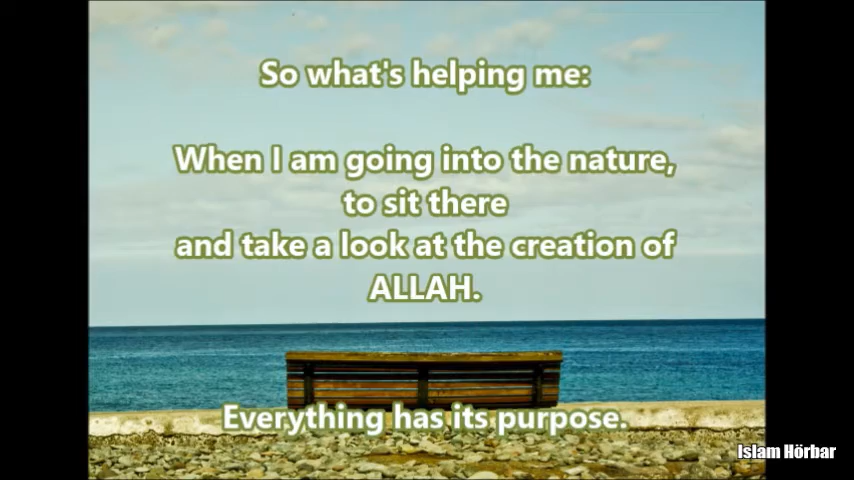 So what's helping me:
When I am going into the nature,
to sit there
and take a look at the creation of
ALLAH.
Everything has its purpose.
Islam Hörbar